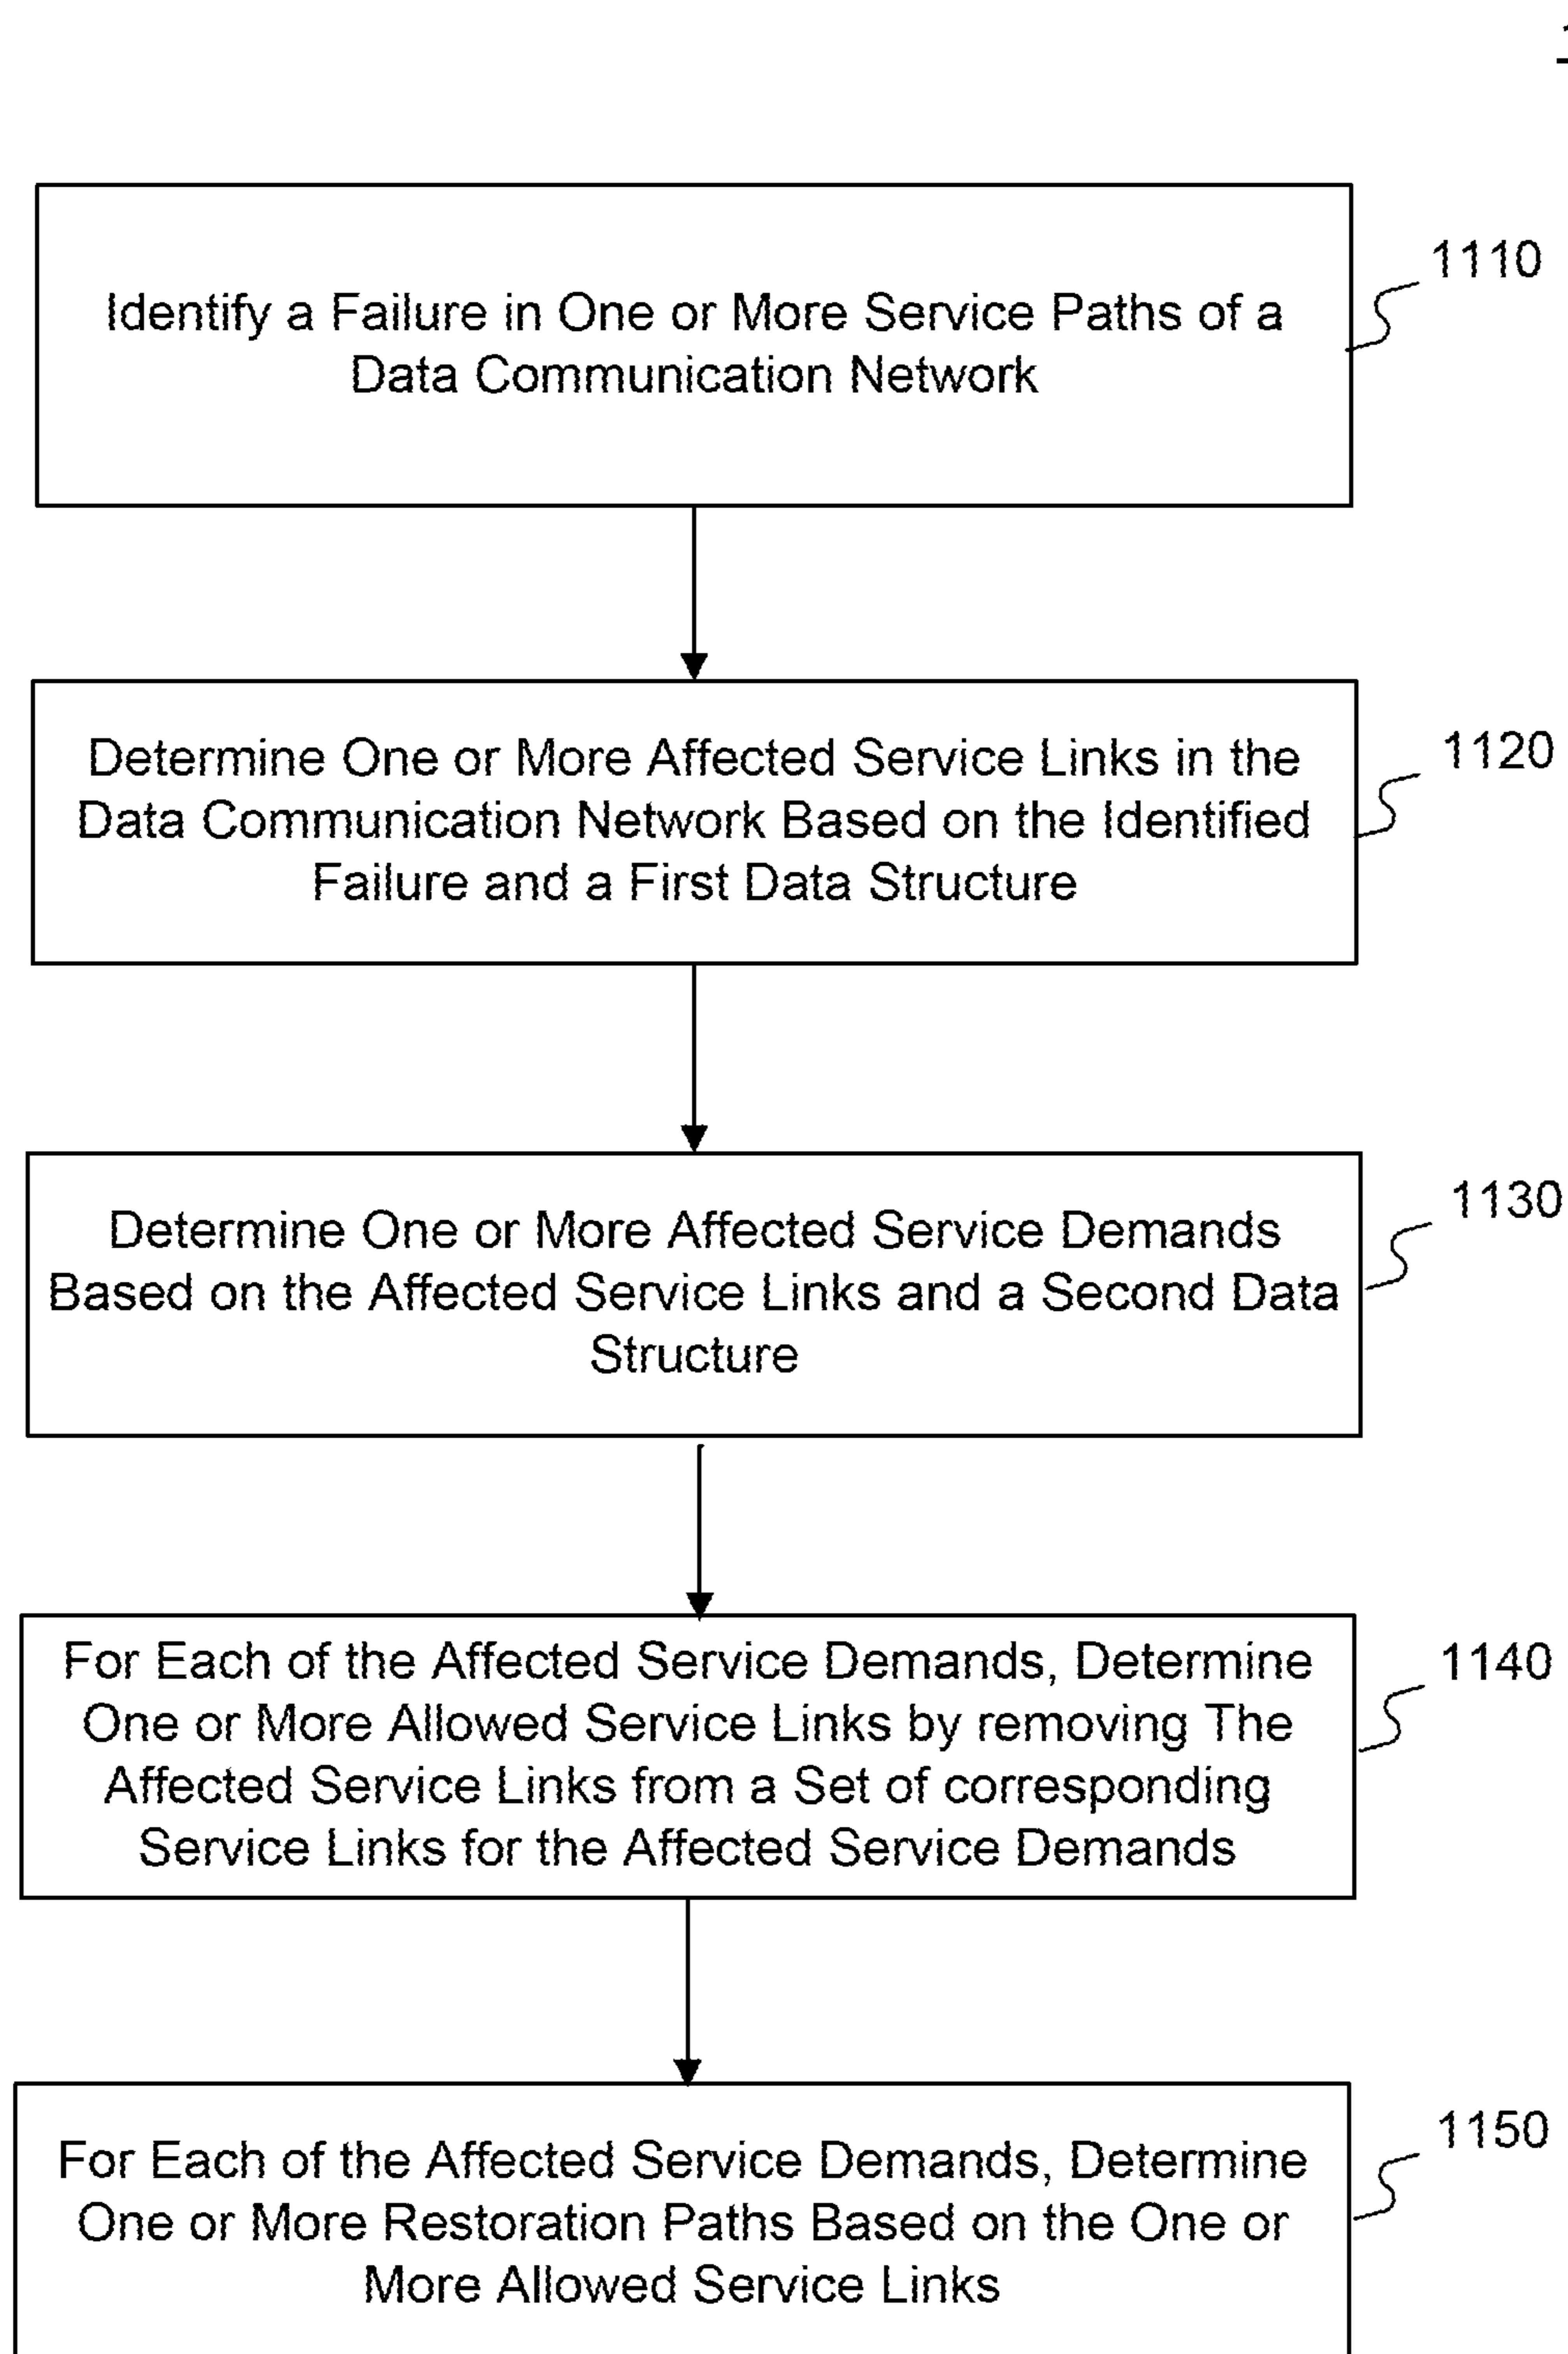 Identify a Failure in One or More Service Paths of a
Data Communication Network
1110
Determine One or More Affected Service Links in the
Data Communication Network Based on the Identified
Failure and a First Data Structure
1120
Determine One or More Affected Service Demands
Based on the Affected Service Links and a Second Data
Structure
1130
For Each of the Affected Service Demands, Determine
One or More Allowed Service Links by removing The
Affected Service Links from a Set of corresponding
Service Links for the Affected Service Demands
1140
For Each of the Affected Service Demands, Determine
One or More Restoration Paths Based on the One or
More Allowed Service Links
1150